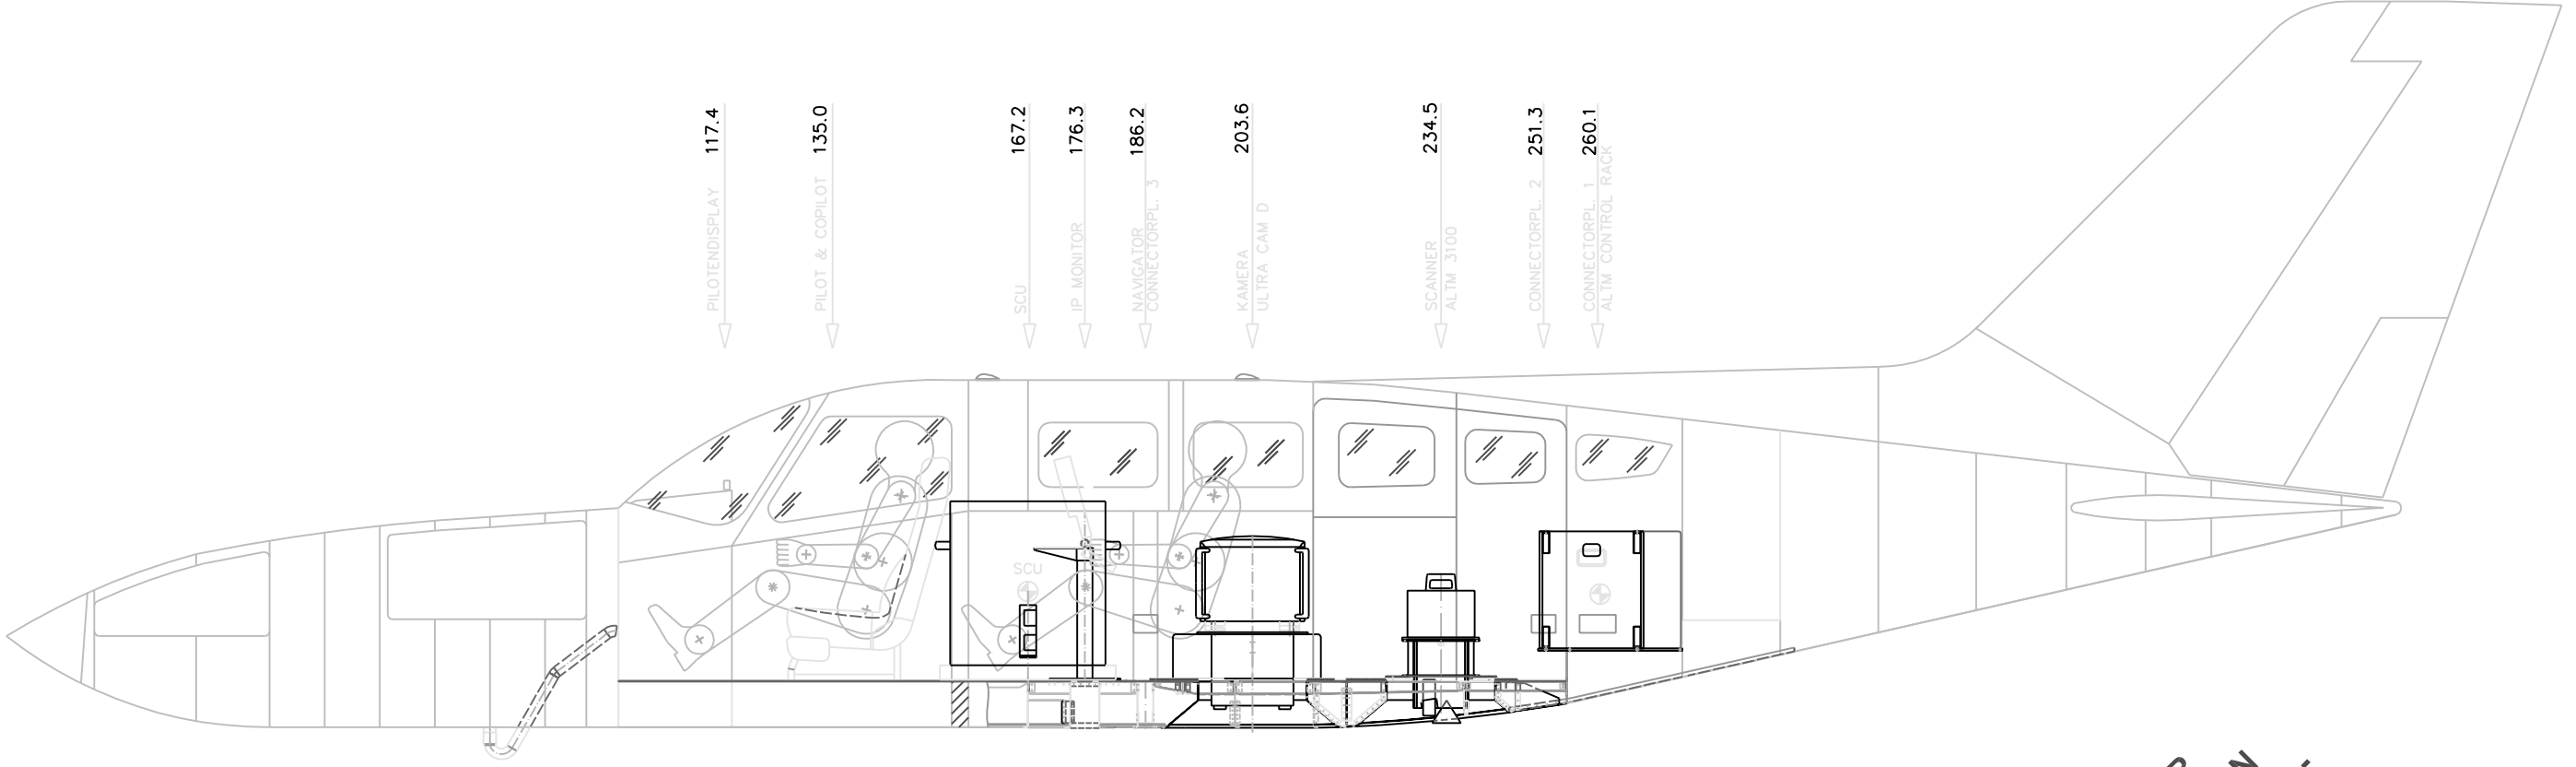 117.4
PILOTENDISPLAY
135.0
PILOT & COPILOT
167.2
SCU
176.3
IP MONITOR
186.2
NAVIGATOR
CONNECTORPL. 3
203.6
KAMERA
ULTRA CAM D
234.5
SCANNER
ALTM 3100
251.3
CONNECTORPL. 2
260.1
CONNECTORPL. 1
ALTM CONTROL RACK
SCU